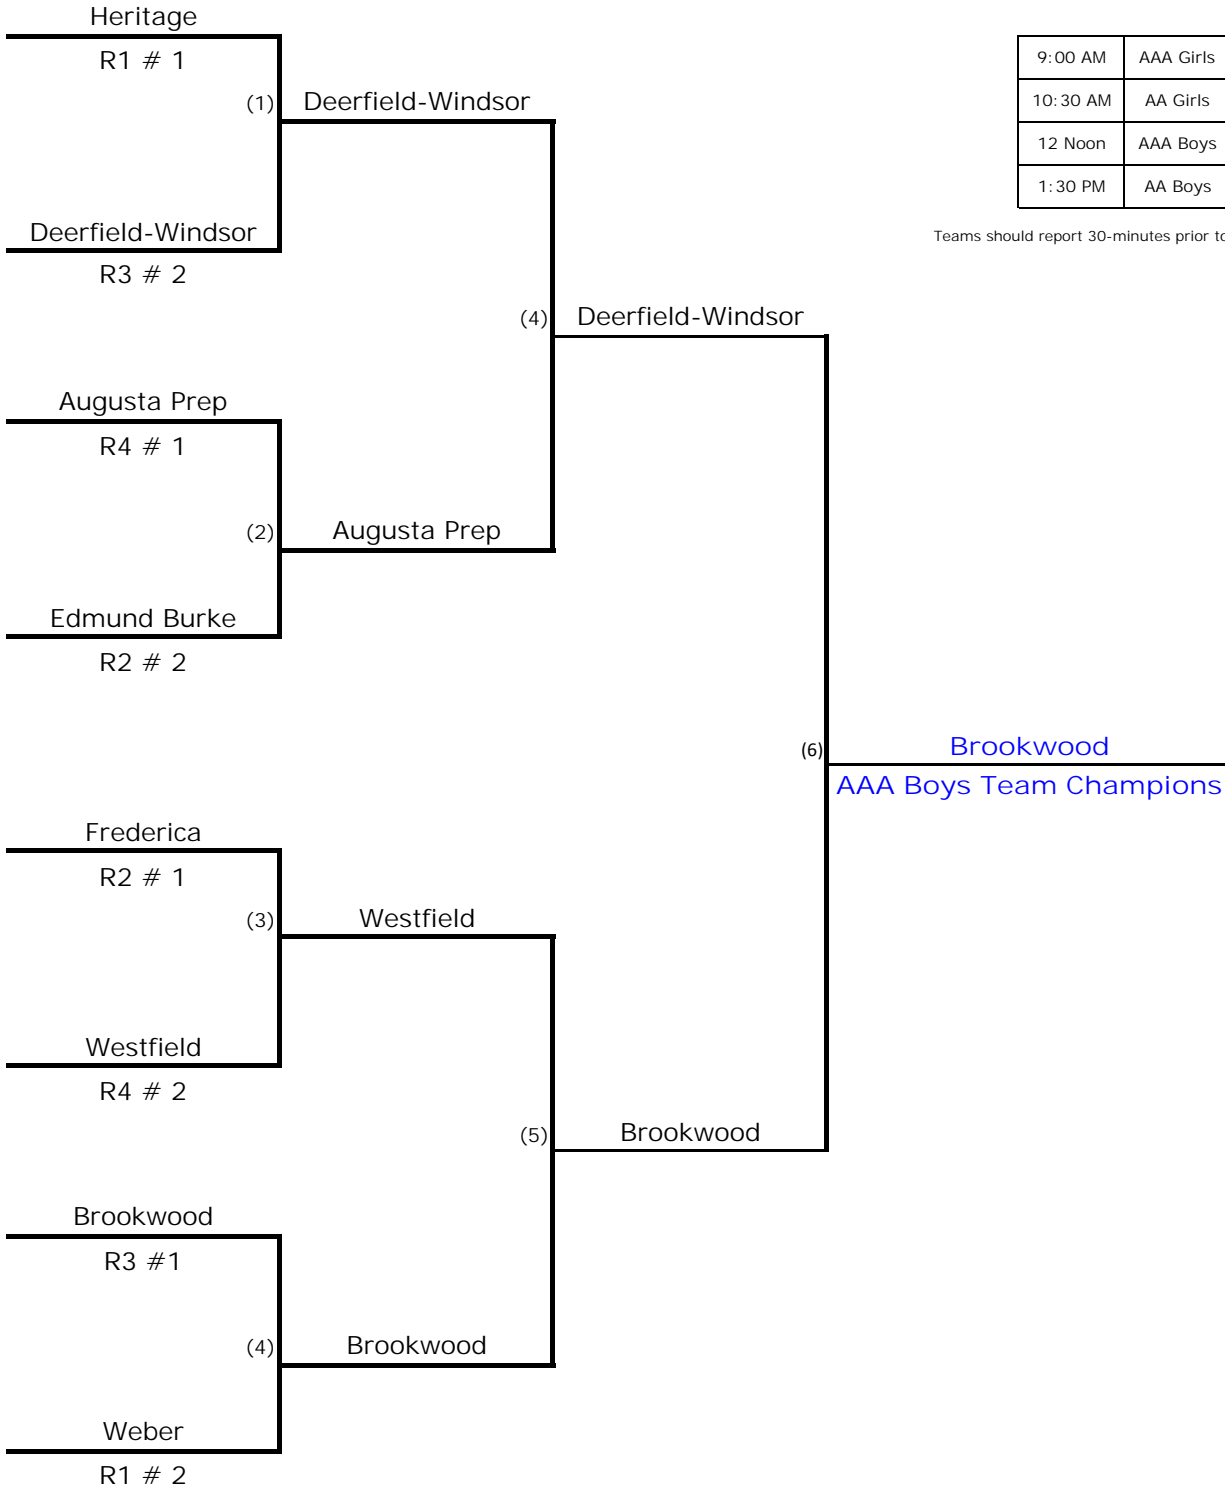 Heritage
R1 # 1
(1)
Deerfield-Windsor
Deerfield-Windsor
R3 # 2
9:00 AM AAA Girls
10:30 AM AA Girls
12 Noon AAA Boys
1:30 PM AA Boys
Teams should report 30-minutes prior to
(4)
Deerfield-Windsor
Augusta Prep
R4 # 1
(2)
Augusta Prep
Edmund Burke
R2 # 2
(6)
Brookwood
AAA Boys Team Champions
Frederica
R2 # 1
(3)
Westfield
Westfield
R4 # 2
(5)
Brookwood
Brookwood
R3 #1
(4)
Brookwood
Weber
R1 # 2